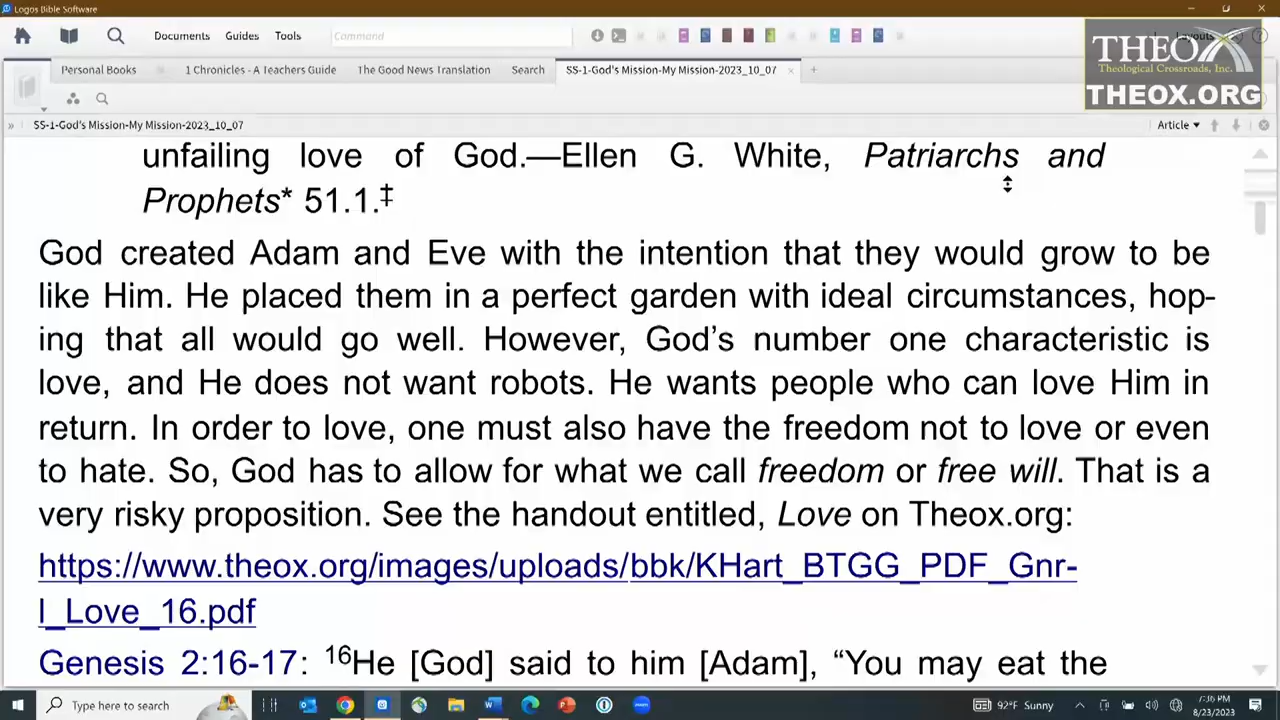 Logos Bible Software
Documents Guides Tools Command Layouts
THEOX
Theological Crossroads, Inc.
THEOX.ORG
Personal Books 1 Chronicles - A Teachers Guide The Good News Search SS-1-God's Mission-My Mission-2023_10_07
SS-1-God's Mission-My Mission-2023_10_07 Article
unfailing love of God.—Ellen G. White, Patriarchs and
Prophets* 51.1.‡
God created Adam and Eve with the intention that they would grow to be
like Him. He placed them in a perfect garden with ideal circumstances, hop-
ing that all would go well. However, God’s number one characteristic is
love, and He does not want robots. He wants people who can love Him in
return. In order to love, one must also have the freedom not to love or even
to hate. So, God has to allow for what we call freedom or free will. That is a
very risky proposition. See the handout entitled, Love on Theox.org:
https://www.theox.org/images/uploads/bbk/KHart_BTGG_PDF_Gnr-
l_Love_16.pdf
Genesis 2:16-17: 16He [God] said to him [Adam], “You may eat the
Type here to search 92°F Sunny 7:36 PM
8/23/2023